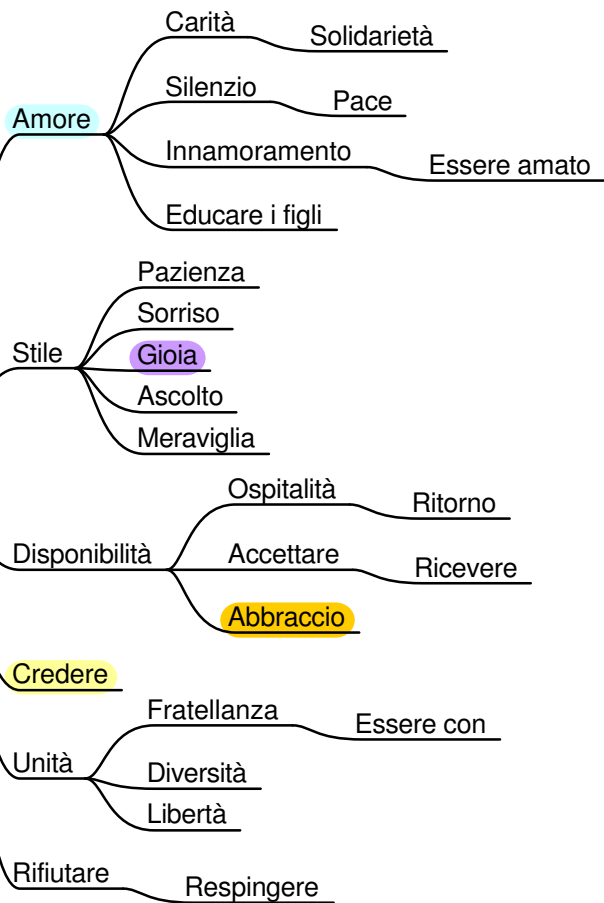 Carità
Solidarietà
Silenzio
Pace
Amore
Innamoramento
Essere amato
Educare i figli
Pazienza
Sorriso
Stile
Gioia
Ascolto
Meraviglia
Ospitalità
Ritorno
Disponibilità
Accettare
Ricevere
Abbraccio
Credere
Fratellanza
Essere con
Unità
Diversità
Libertà
Rifiutare
Respingere